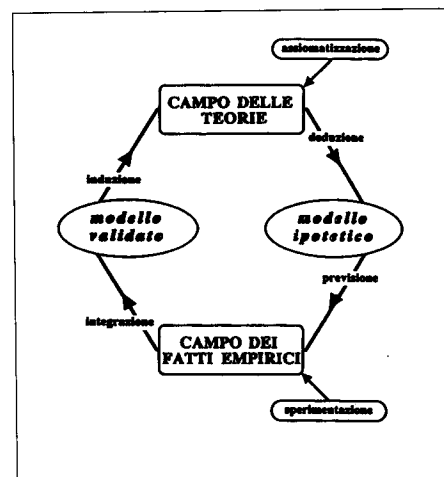 assiomatizzazione
CAMPO DELLE
TEORIE
deduzione
induzione
modello
validato
modello
ipotetico
previsione
integrazione
CAMPO DEI
FATTI EMPIRICI
sperimentazione